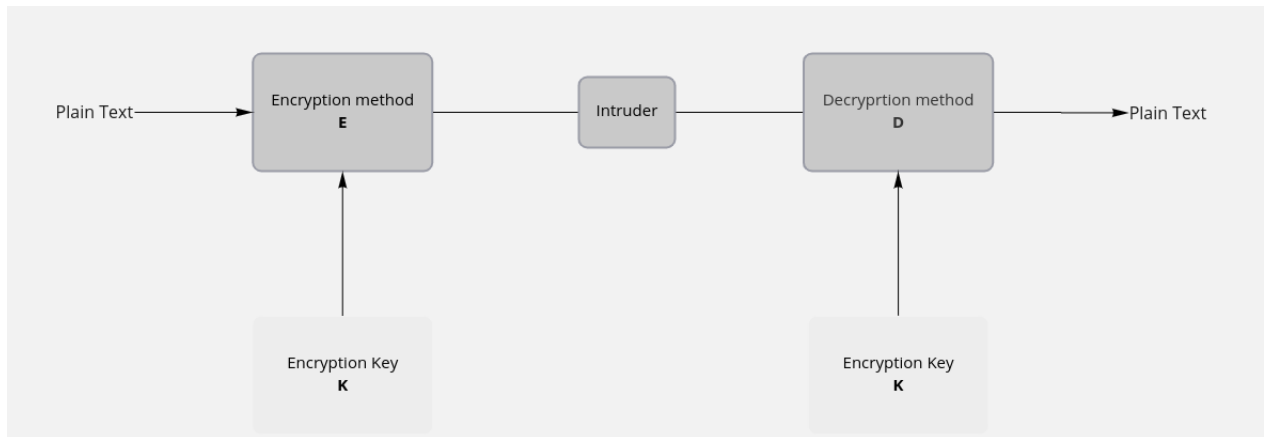 Plain Text
Encryption method
E
Intruder
Decryprtion method
D
Plain Text
Encryption Key
K
Encryption Key
K